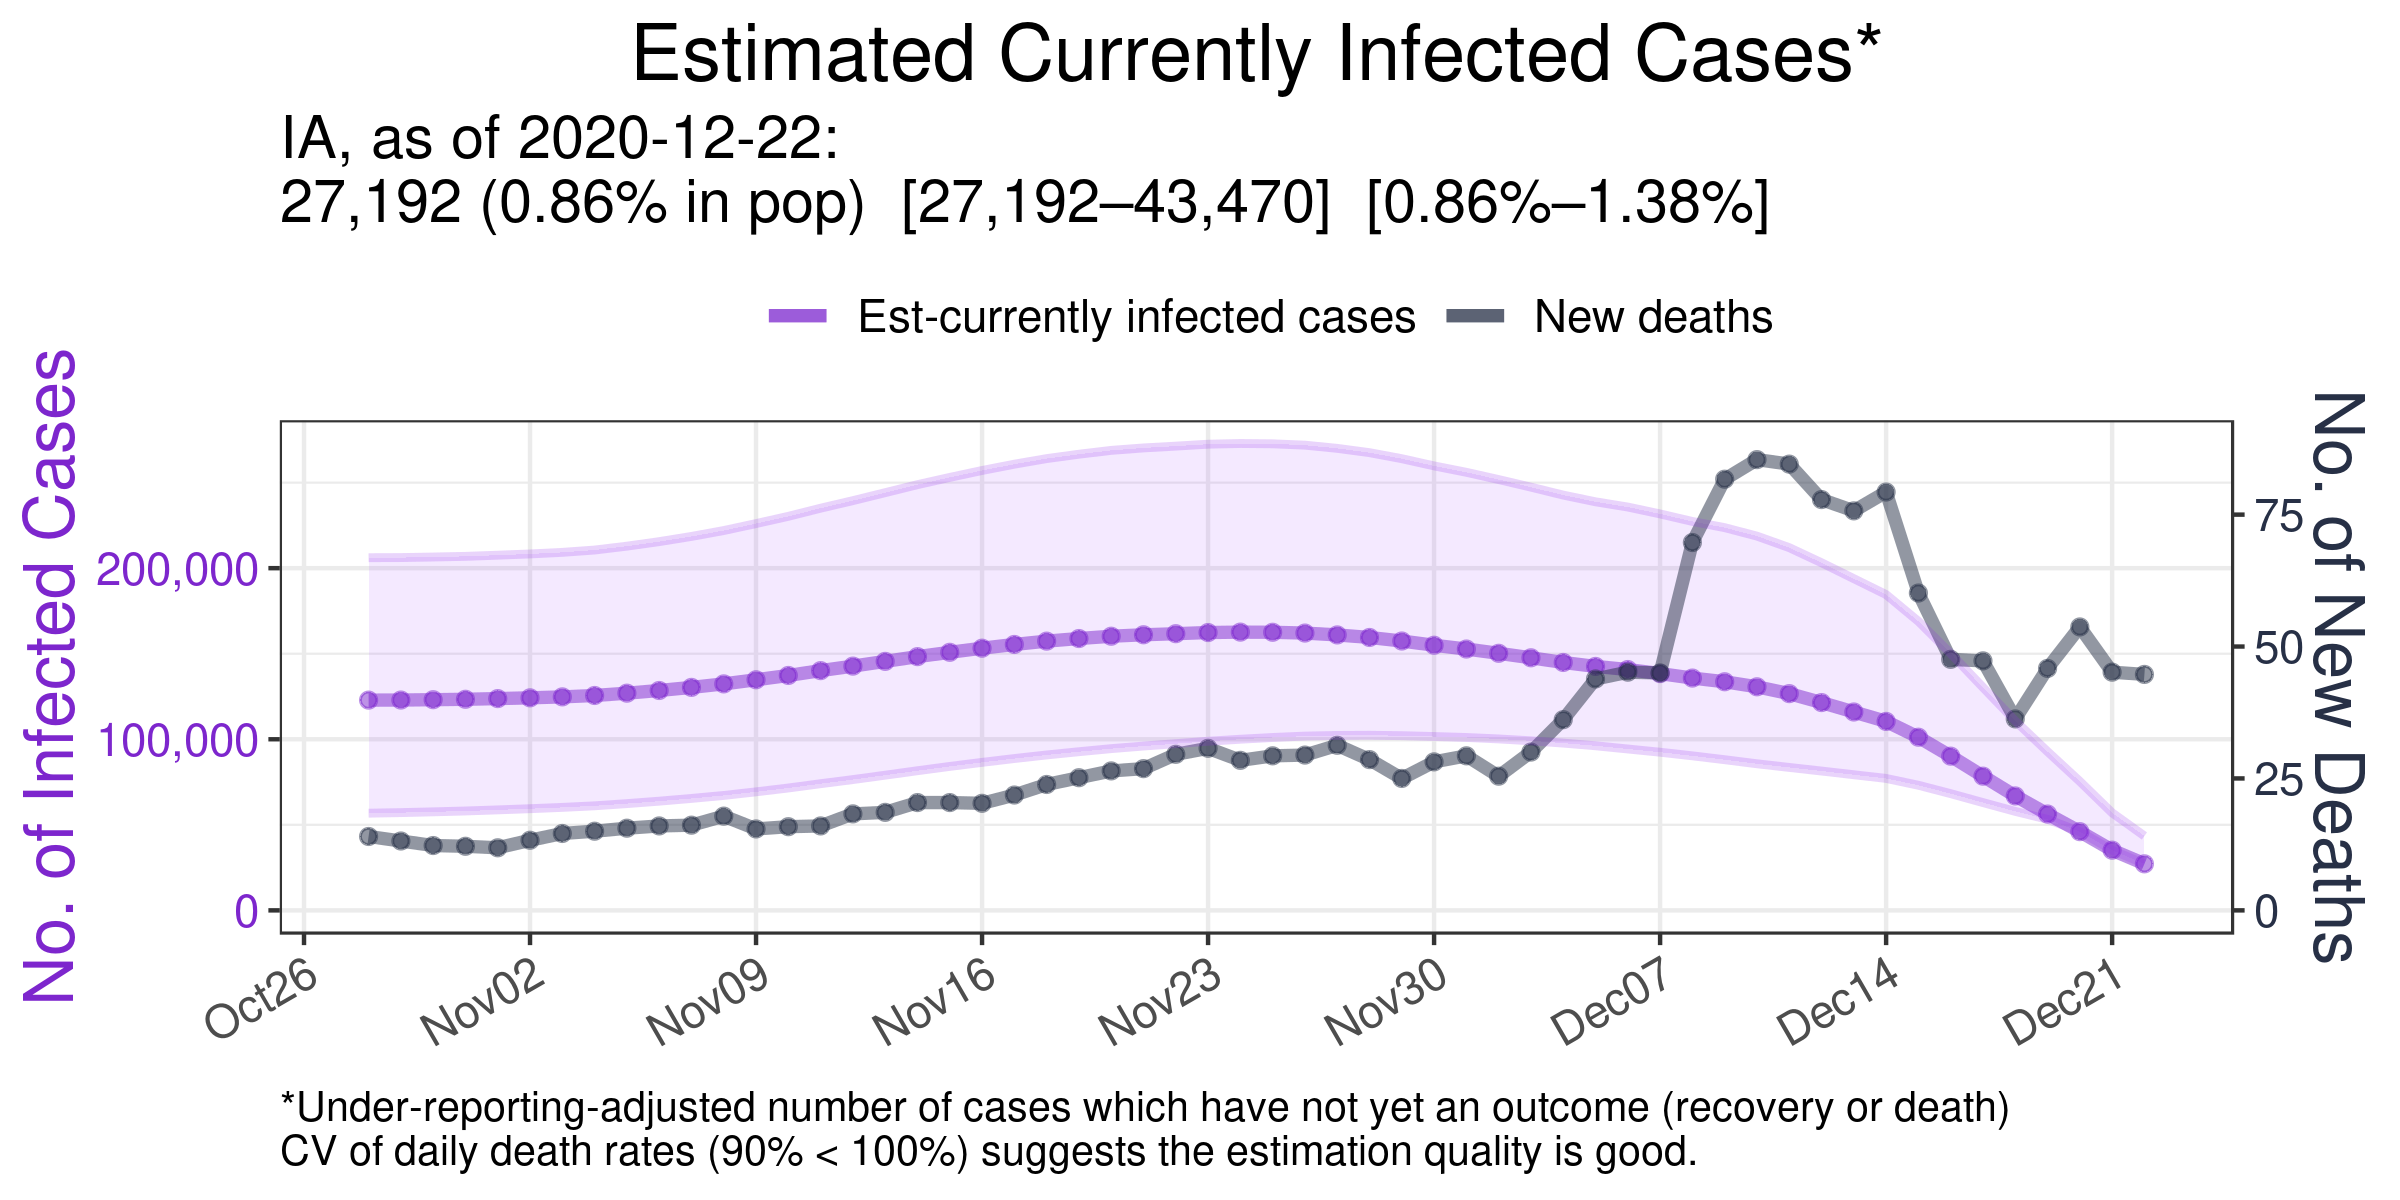 Estimated Currently Infected Cases*
IA, as of 2020-12-22:
27,192 (0.86% in pop)  [27,192–43,470]  [0.86%–1.38%]
Est-currently infected cases
New deaths
No. of Infected Cases
200,000
100,000
0
No. of New Deaths
75
50
25
0
Oct26
Nov02
Nov09
Nov16
Nov23
Nov30
Dec07
Dec14
Dec21
*Under-reporting-adjusted number of cases which have not yet an outcome (recovery or death)
CV of daily death rates (90% < 100%) suggests the estimation quality is good.